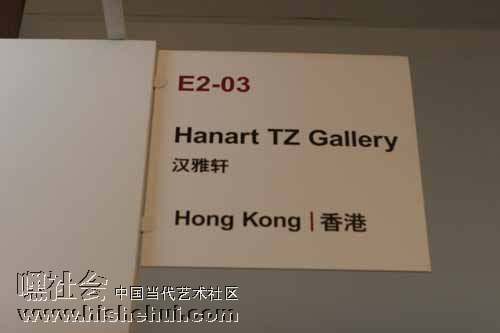 E2-03
Hanart TZ Gallery
汉雅轩
Hong Kong | 香港
嘿社会 中国当代艺术社区
www.hishehui.com